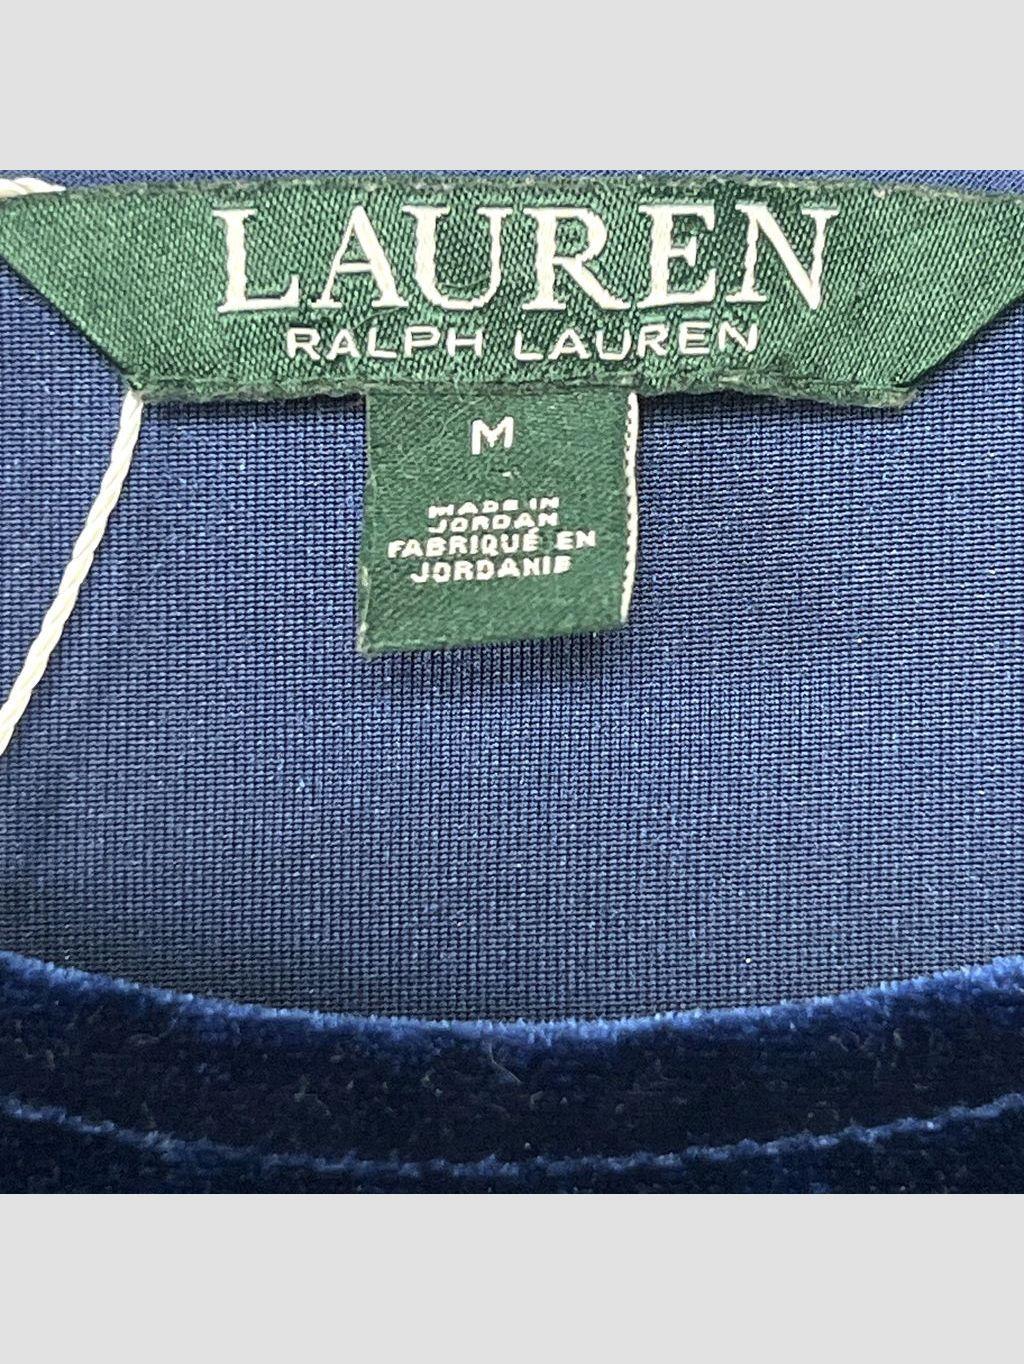 LAUREN
RALPH LAUREN
M
MADE IN
JORDAN
FABRIQUÉ EN
JORDANIE